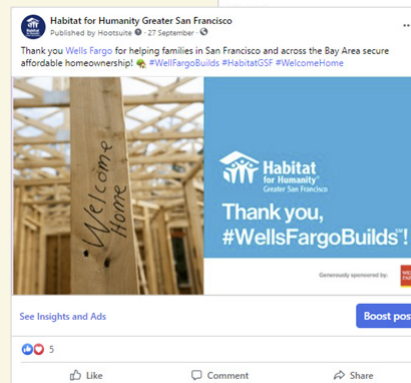 Habitat for Humanity Greater San Francisco
Published by Hootsuite · 27 September ·
Thank you Wells Fargo for helping families in San Francisco and across the Bay Area secure
affordable homeownership! #WellFargoBuilds #HabitatGSF #WelcomeHome
Welcome
Home
Habitat
for Humanity®
Greater San Francisco
Thank you,
#WellsFargoBuilds℠!
Generously sponsored by:
See Insights and Ads
Boost pos
5
Like
Comment
Share